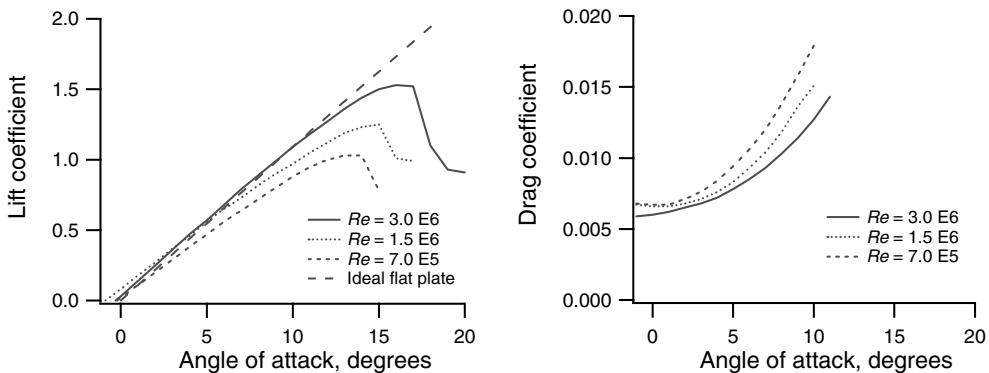 2.0
1.5
1.0
0.5
0.0
Lift coefficient
Re = 3.0 E6
Re = 1.5 E6
Re = 7.0 E5
Ideal flat plate
0 5 10 15 20
Angle of attack, degrees
0.020
0.015
0.010
0.005
0.000
Drag coefficient
Re = 3.0 E6
Re = 1.5 E6
Re = 7.0 E5
0 5 10 15 20
Angle of attack, degrees